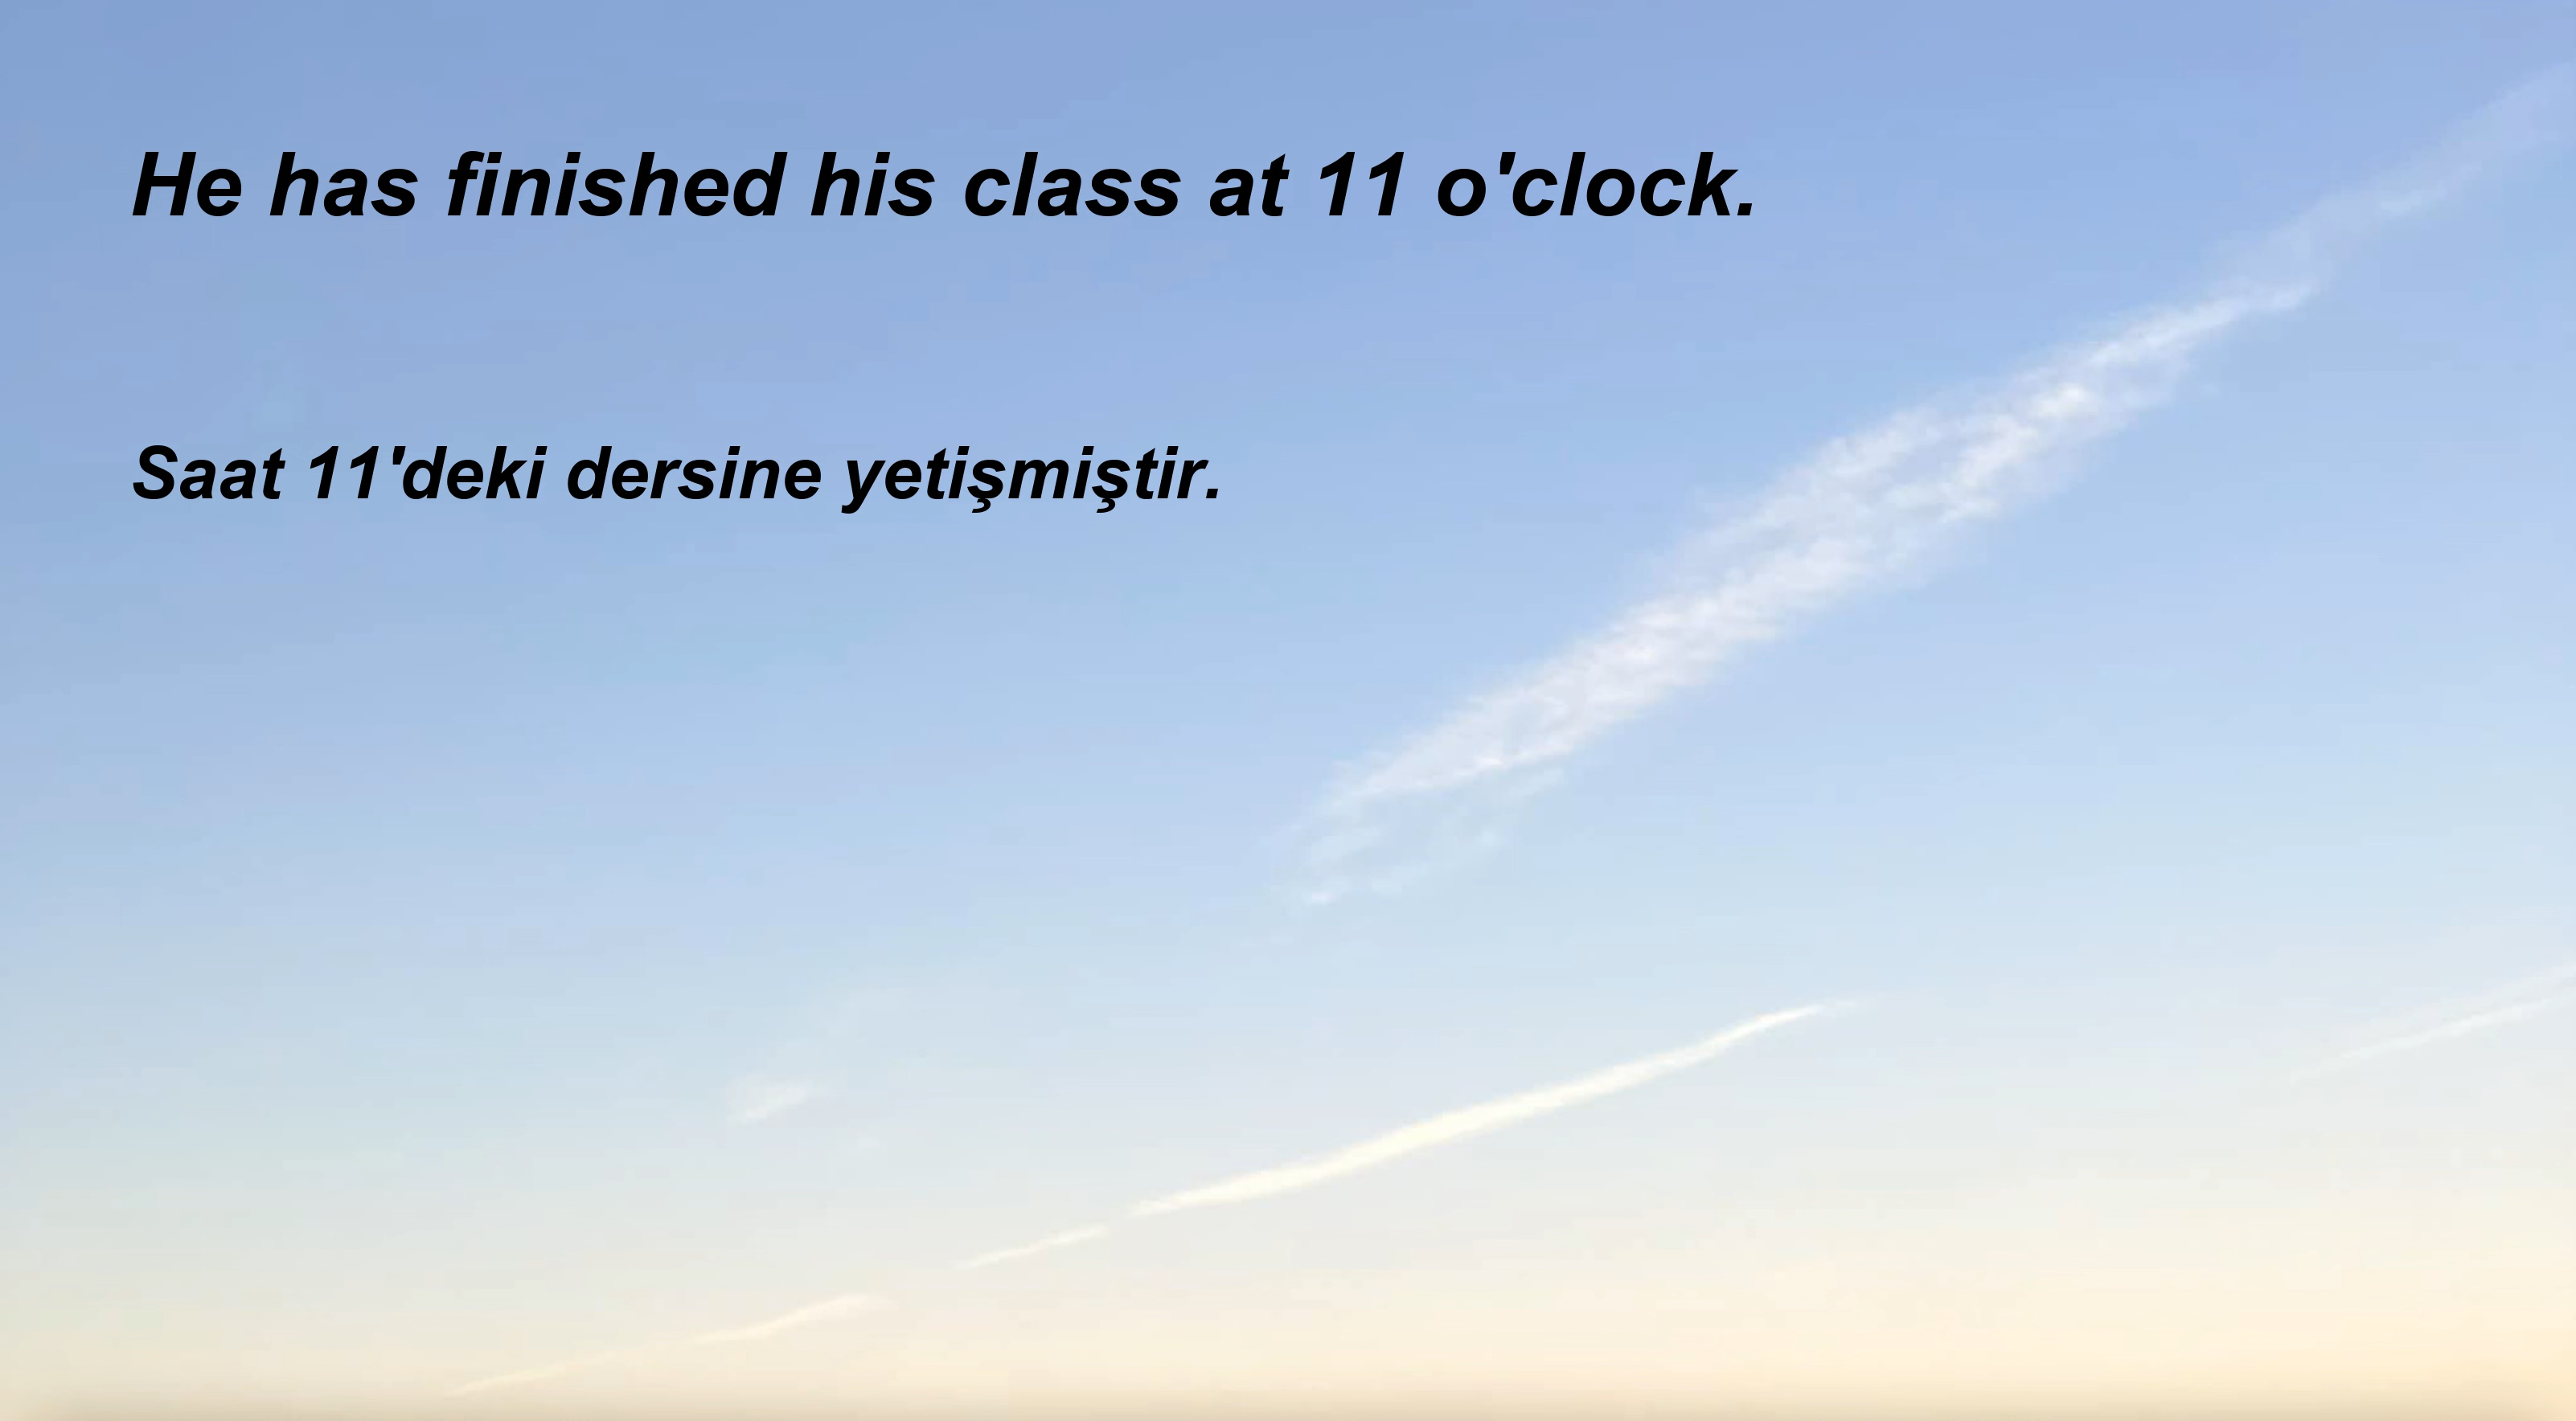 He has finished his class at 11 o'clock.
Saat 11'deki dersine yetişmiştir.